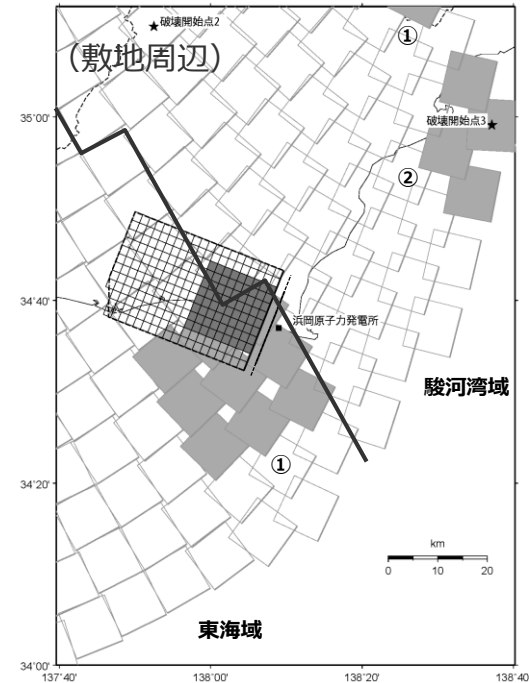 破壊開始点2
①
（敷地周辺）
35°00'
破壊開始点3
②
34°40'
浜岡原子力発電所
駿河湾域
34°20'
①
km
0 10 20
東海域
34°00'
137°40' 138°00' 138°20' 138°40'